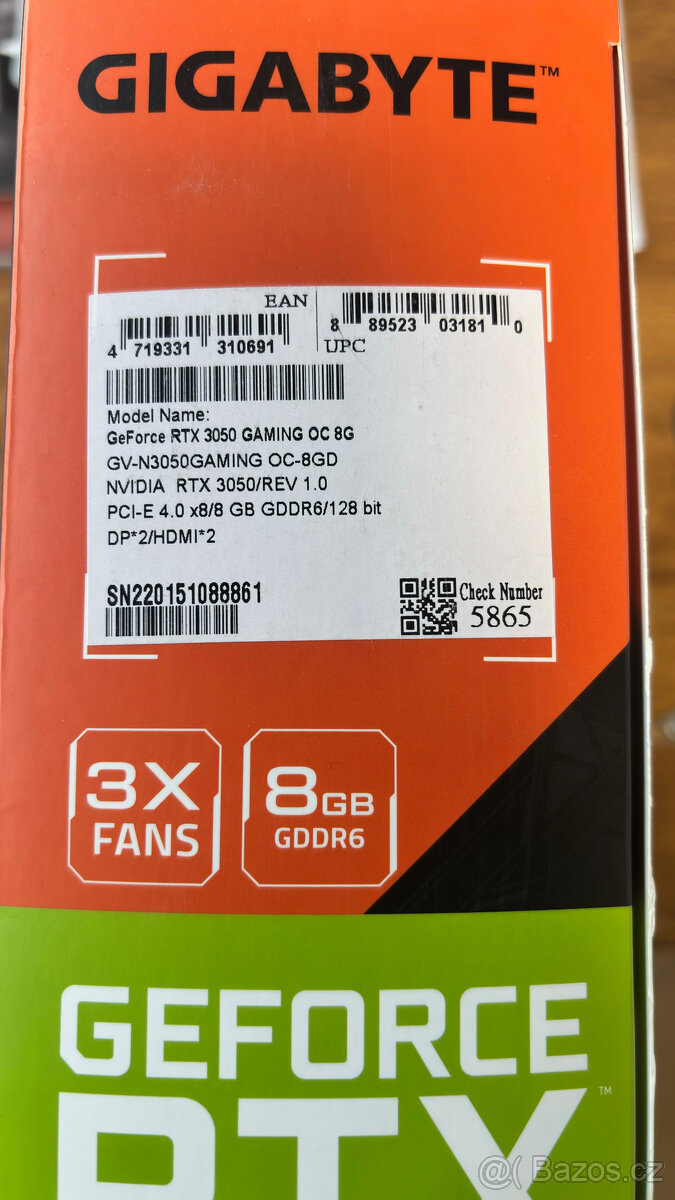 GIGABYTE™
EAN
4 719331 310691
8 89523 03181 0
UPC
Model Name:
GeForce RTX 3050 GAMING OC 8G
GV-N3050GAMING OC-8GD
NVIDIA RTX 3050/REV 1.0
PCI-E 4.0 x8/8 GB GDDR6/128 bit
DP*2/HDMI*2
SN220151088861
Check Number
5865
3X
FANS
8GB
GDDR6
GEFORCE
RTX™
@ Bazos.cz